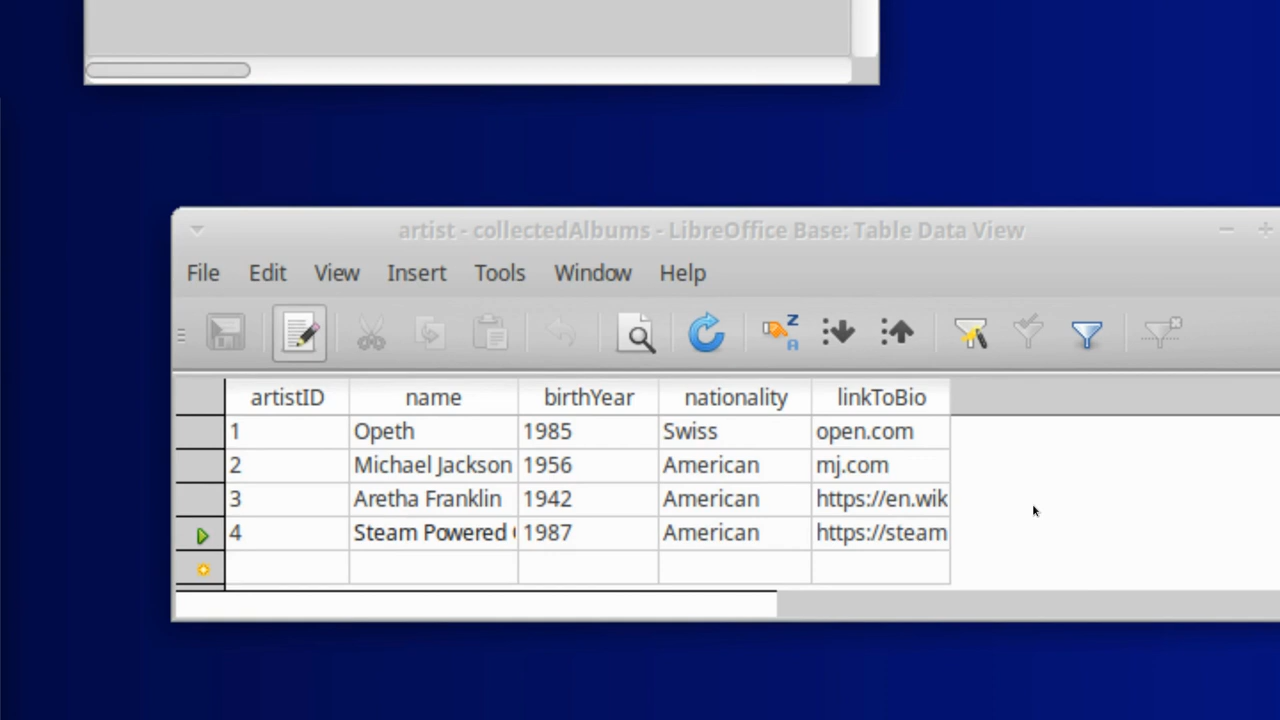 artist - collectedAlbums - LibreOffice Base: Table Data View
File Edit View Insert Tools Window Help
artistID name birthYear nationality linkToBio
1 Opeth 1985 Swiss open.com
2 Michael Jackson 1956 American mj.com
3 Aretha Franklin 1942 American https://en.wik
4 Steam Powered 1987 American https://steam